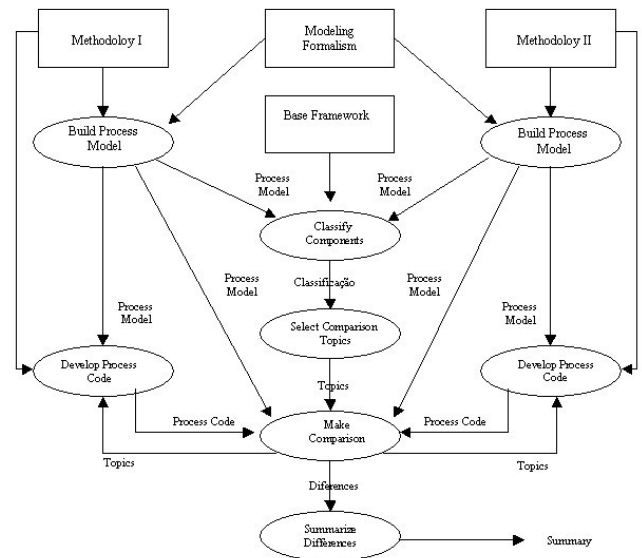 Methodoloy I
Modeling
Formalism
Methodoloy II
Base Framework
Build Process
Model
Build Process
Model
Process
Model
Process
Model
Classify
Components
Classificação
Process
Model
Process
Model
Process
Model
Process
Model
Select Comparison
Topics
Develop Process
Code
Develop Process
Code
Topics
Process Code
Process Code
Make
Comparison
Topics
Topics
Diferences
Summarize
Differences
Summary